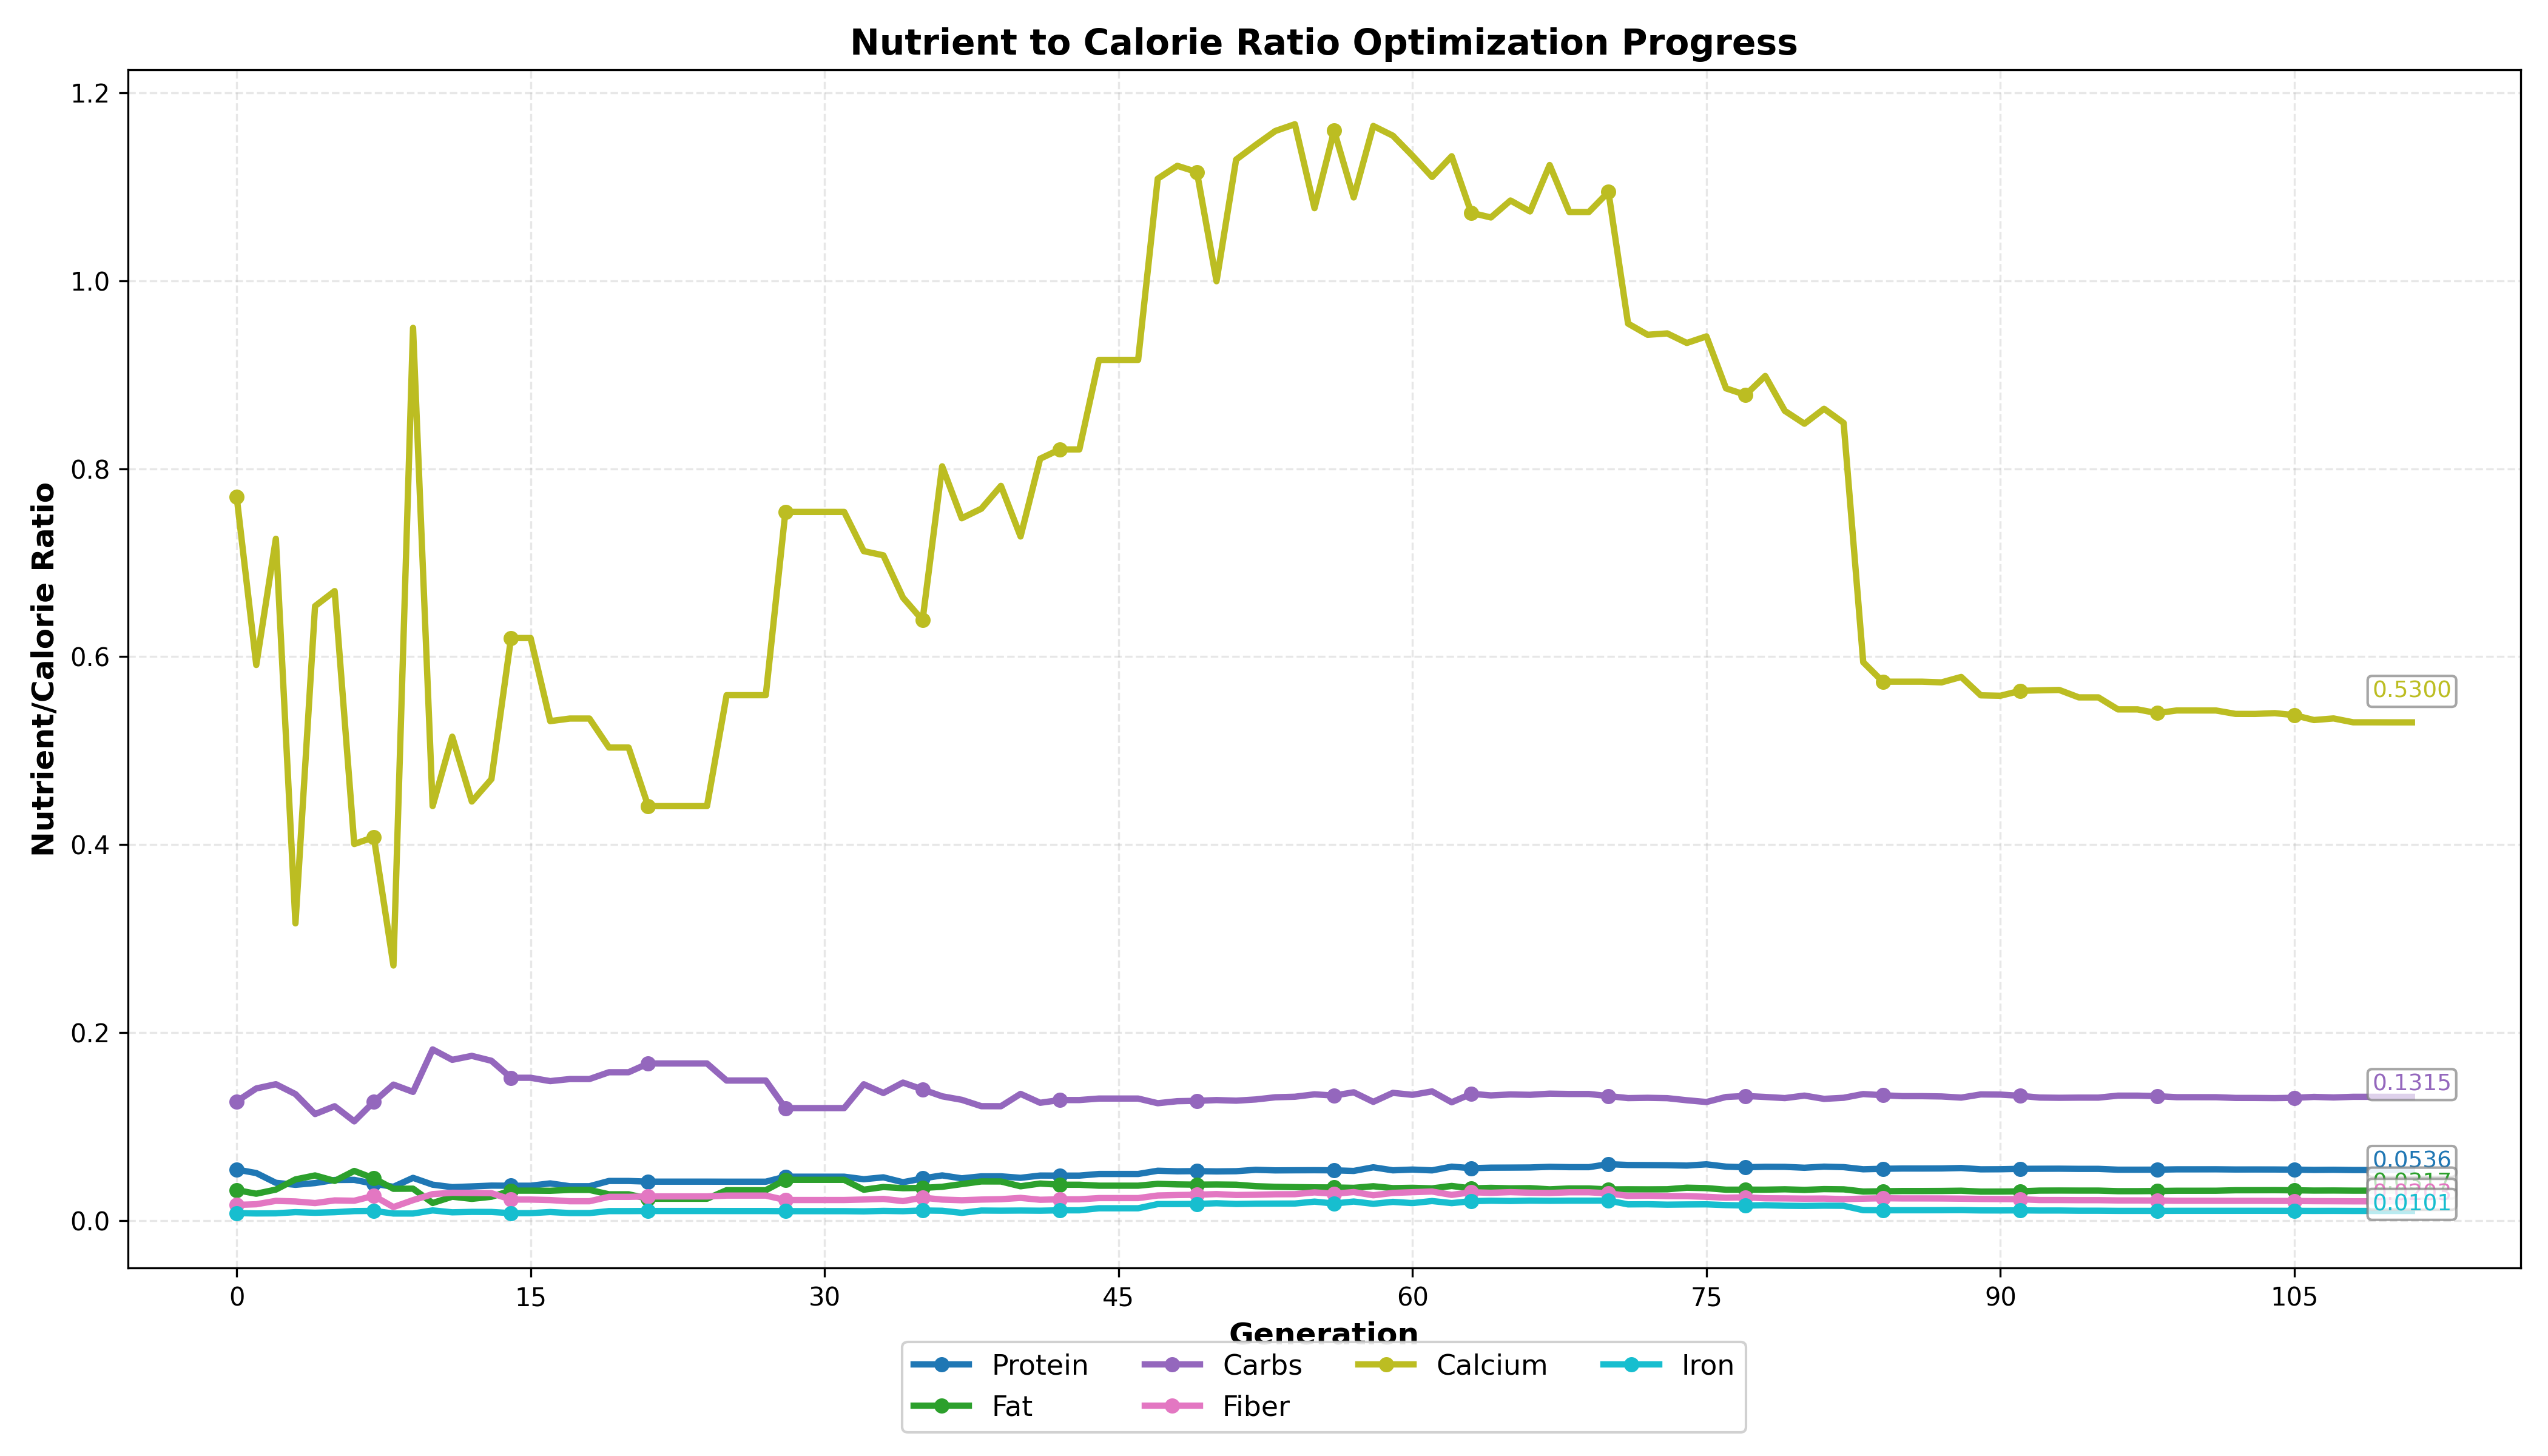 Nutrient to Calorie Ratio Optimization Progress
Nutrient/Calorie Ratio
1.2
1.0
0.8
0.6
0.4
0.2
0.0
0.5300
0.1315
0.0536
0.0101
0
15
30
45
60
75
90
105
Generation
Protein
Carbs
Calcium
Iron
Fat
Fiber